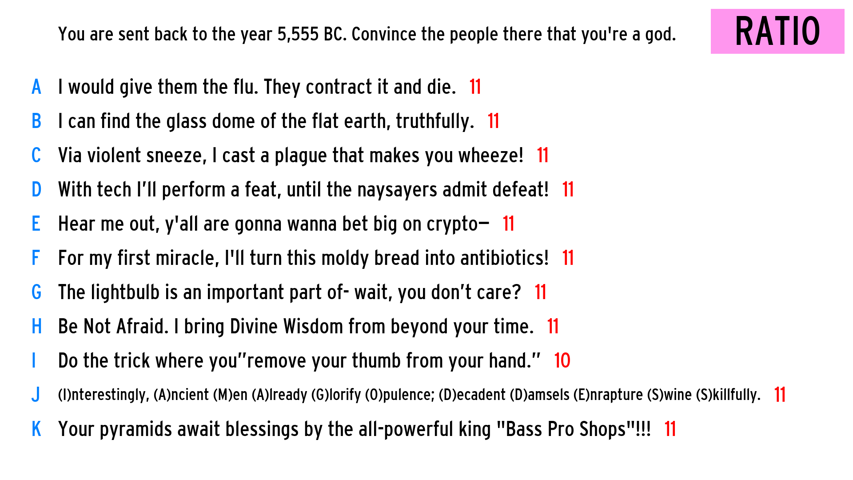 You are sent back to the year 5,555 BC. Convince the people there that you're a god.
RATIO
A I would give them the flu. They contract it and die. 11
B I can find the glass dome of the flat earth, truthfully. 11
C Via violent sneeze, I cast a plague that makes you wheeze! 11
D With tech I’ll perform a feat, until the naysayers admit defeat! 11
E Hear me out, y'all are gonna wanna bet big on crypto— 11
F For my first miracle, I'll turn this moldy bread into antibiotics! 11
G The lightbulb is an important part of- wait, you don’t care? 11
H Be Not Afraid. I bring Divine Wisdom from beyond your time. 11
I Do the trick where you”remove your thumb from your hand.” 10
J (I)nterestingly, (A)ncient (M)en (A)lready (G)lorify (O)pulence; (D)ecadent (D)amsels (E)nrapture (S)wine (S)killfully. 11
K Your pyramids await blessings by the all-powerful king "Bass Pro Shops"!!! 11